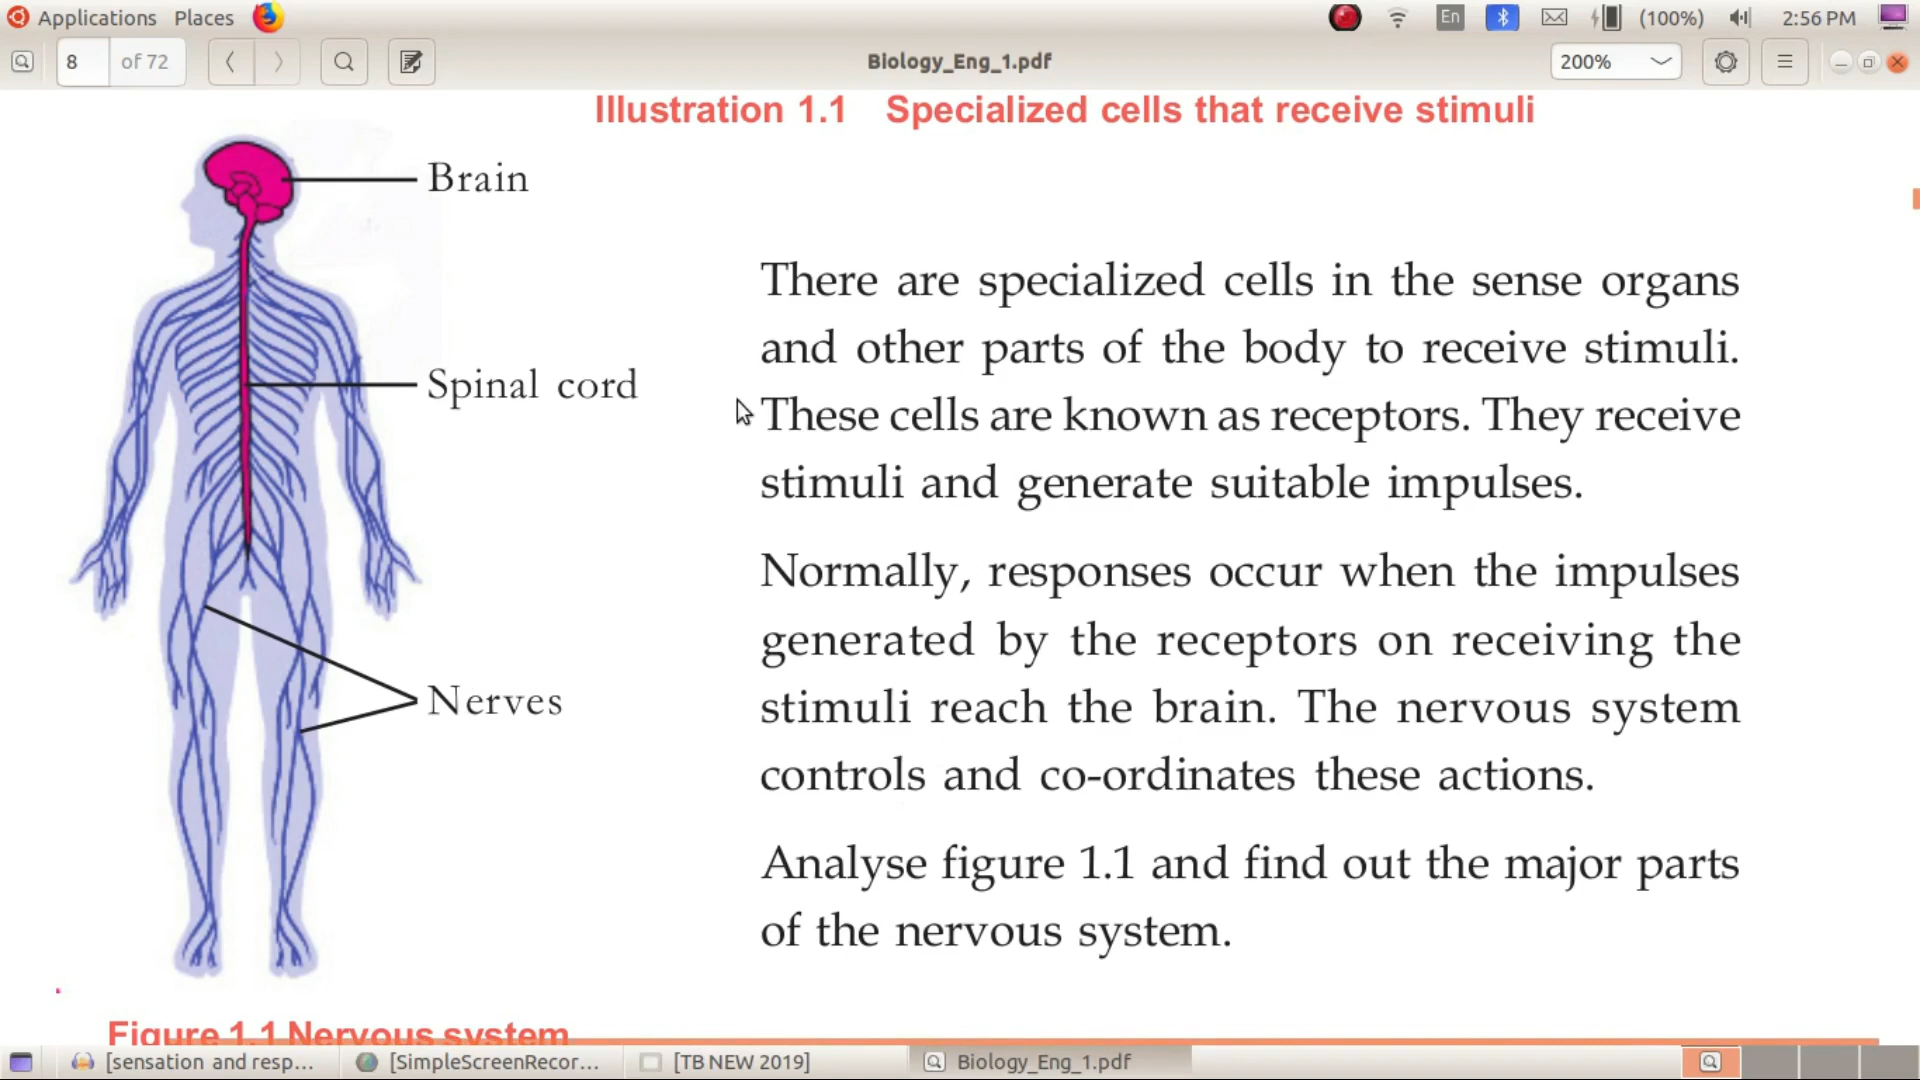 Applications Places En (100%) 2:56 PM
8 of 72 Biology_Eng_1.pdf 200%
Illustration 1.1 Specialized cells that receive stimuli
Brain
Spinal cord
Nerves
There are specialized cells in the sense organs
and other parts of the body to receive stimuli.
These cells are known as receptors. They receive
stimuli and generate suitable impulses.
Normally, responses occur when the impulses
generated by the receptors on receiving the
stimuli reach the brain. The nervous system
controls and co-ordinates these actions.
Analyse figure 1.1 and find out the major parts
of the nervous system.
Figure 1.1 Nervous system
[sensation and resp... [SimpleScreenRecor... [TB NEW 2019] Biology_Eng_1.pdf